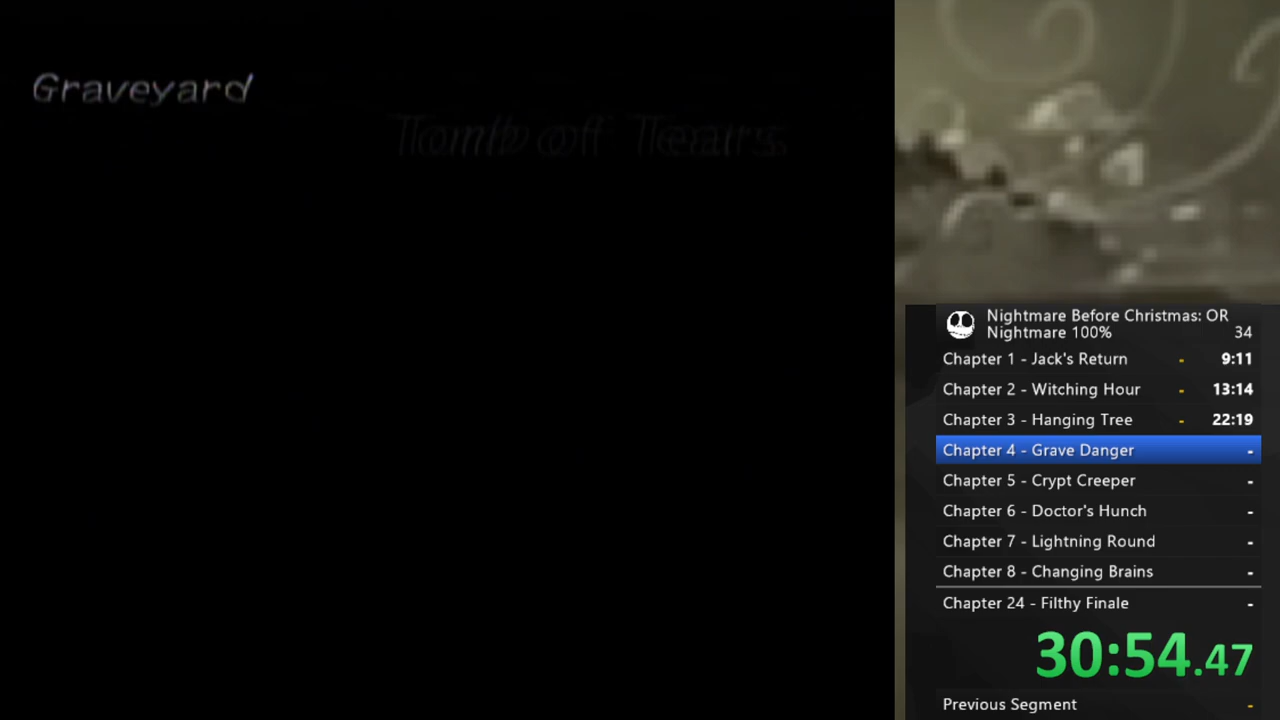 Graveyard
Tomb of Tears
Nightmare Before Christmas: OR
Nightmare 100% 34
Chapter 1 - Jack's Return - 9:11
Chapter 2 - Witching Hour - 13:14
Chapter 3 - Hanging Tree - 22:19
Chapter 4 - Grave Danger -
Chapter 5 - Crypt Creeper -
Chapter 6 - Doctor's Hunch -
Chapter 7 - Lightning Round -
Chapter 8 - Changing Brains -
Chapter 24 - Filthy Finale -
30:54.47
Previous Segment -